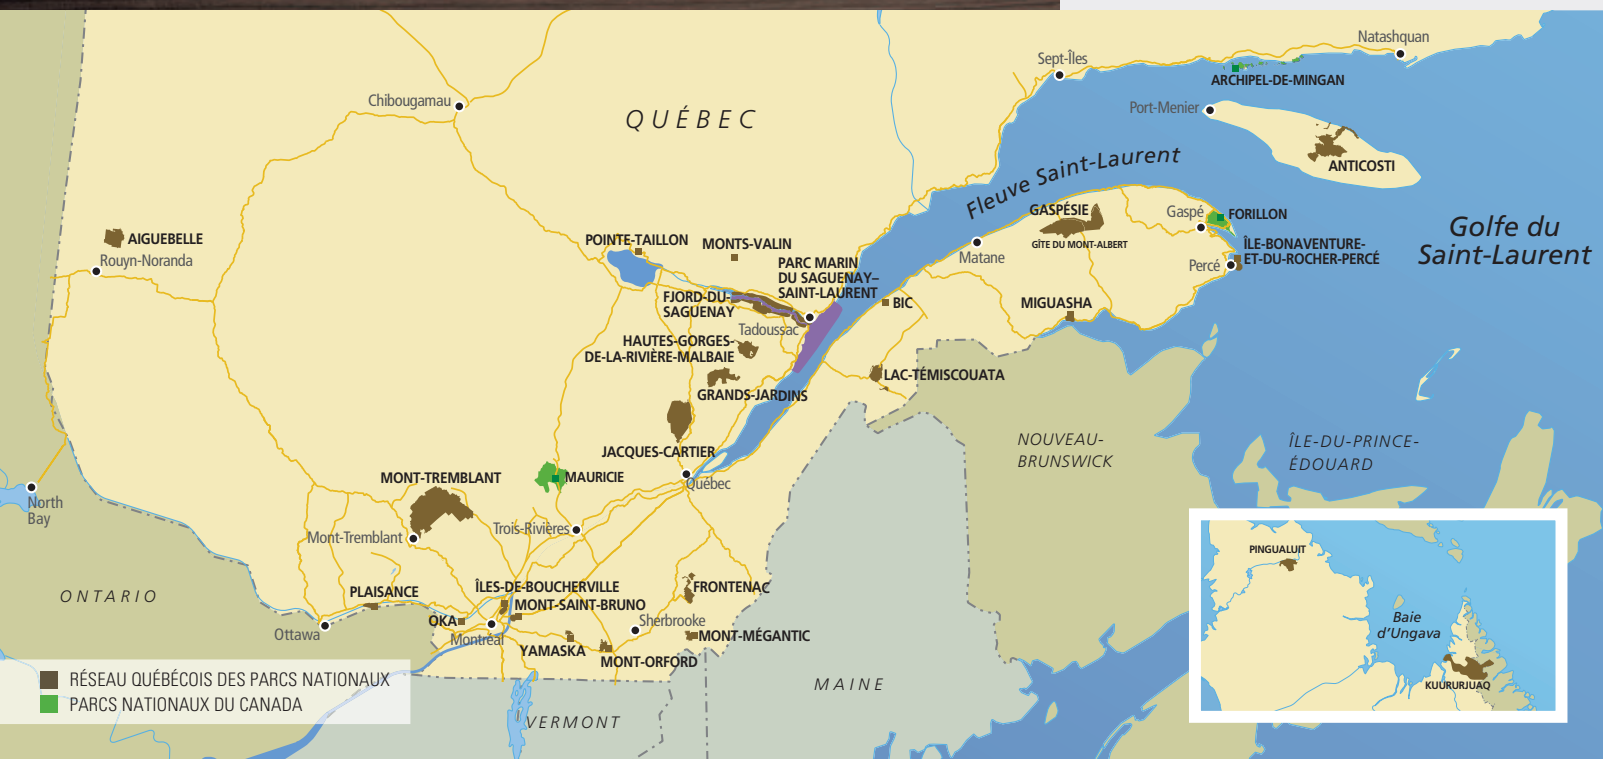 Natashquan
Sept-Îles
ARCHIPEL-DE-MINGAN
Chibougamau
Port-Menier
QUÉBEC
Fleuve Saint-Laurent
ANTICOSTI
GASPÉSIE
Gaspé
FORILLON
Golfe du
Saint-Laurent
AIGUEBELLE
Rouyn-Noranda
POINTE-TAILLON
MONTS-VALIN
GÎTE DU MONT-ALBERT
ÎLE-BONAVENTURE-
ET-DU-ROCHER-PERCÉ
Matane
Percé
PARC MARIN
DU SAGUENAY–
SAINT-LAURENT
FJORD-DU-
SAGUENAY
BIC
MIGUASHA
Tadoussac
HAUTES-GORGES-
DE-LA-RIVIÈRE-MALBAIE
LAC-TÉMISCOUATA
GRANDS-JARDINS
NOUVEAU-
BRUNSWICK
ÎLE-DU-PRINCE-
ÉDOUARD
JACQUES-CARTIER
MONT-TREMBLANT
MAURICIE
Québec
North
Bay
Trois-Rivières
Mont-Tremblant
PINGUALUIT
ONTARIO
PLAISANCE
ÎLES-DE-BOUCHERVILLE
FRONTENAC
MONT-SAINT-BRUNO
OKA
Sherbrooke
Baie
d'Ungava
Ottawa
Montréal
MONT-MÉGANTIC
YAMASKA
MONT-ORFORD
MAINE
KUURURJUAQ
RÉSEAU QUÉBÉCOIS DES PARCS NATIONAUX
PARCS NATIONAUX DU CANADA
VERMONT